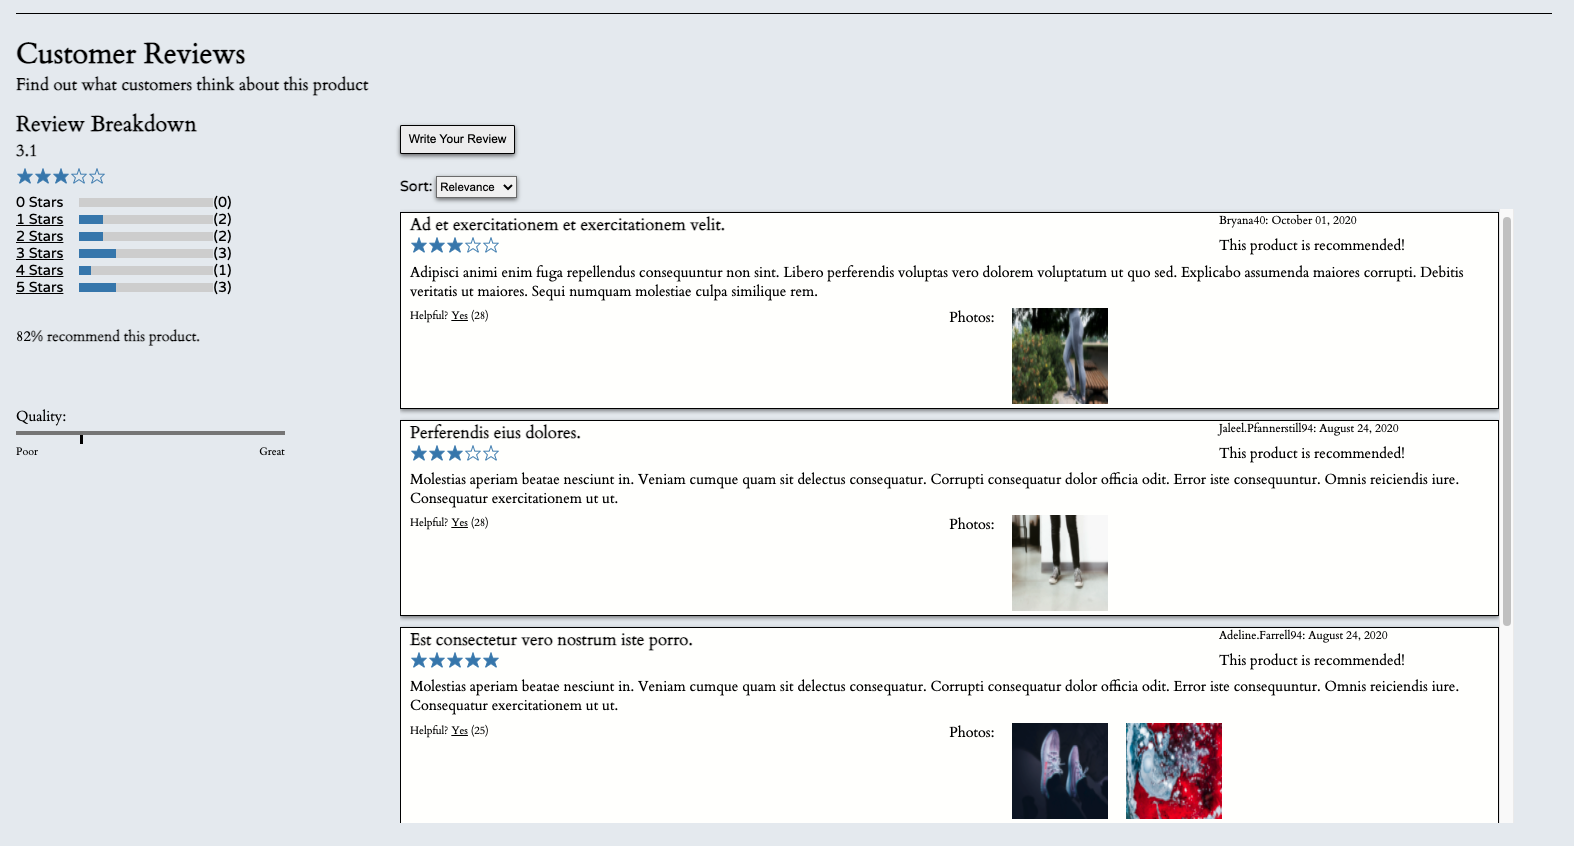 Customer Reviews
Find out what customers think about this product
Review Breakdown
3.1
0 Stars (0)
1 Stars (2)
2 Stars (2)
3 Stars (3)
4 Stars (1)
5 Stars (3)
82% recommend this product.
Quality:
Poor Great
Write Your Review
Sort: Relevance
Ad et exercitationem et exercitationem velit.
Bryana40: October 01, 2020
This product is recommended!
Adipisci animi enim fuga repellendus consequuntur non sint. Libero perferendis voluptas vero dolorem voluptatum ut quo sed. Explicabo assumenda maiores corrupti. Debitis
veritatis ut maiores. Sequi numquam molestiae culpa similique rem.
Helpful? Yes (28)
Photos:
Perferendis eius dolores.
Jaleel.Pfannerstill94: August 24, 2020
This product is recommended!
Molestias aperiam beatae nesciunt in. Veniam cumque quam sit delectus consequatur. Corrupti consequatur dolor officia odit. Error iste consequuntur. Omnis reiciendis iure.
Consequatur exercitationem ut ut.
Helpful? Yes (28)
Photos:
Est consectetur vero nostrum iste porro.
Adeline.Farrell94: August 24, 2020
This product is recommended!
Molestias aperiam beatae nesciunt in. Veniam cumque quam sit delectus consequatur. Corrupti consequatur dolor officia odit. Error iste consequuntur. Omnis reiciendis iure.
Consequatur exercitationem ut ut.
Helpful? Yes (25)
Photos: